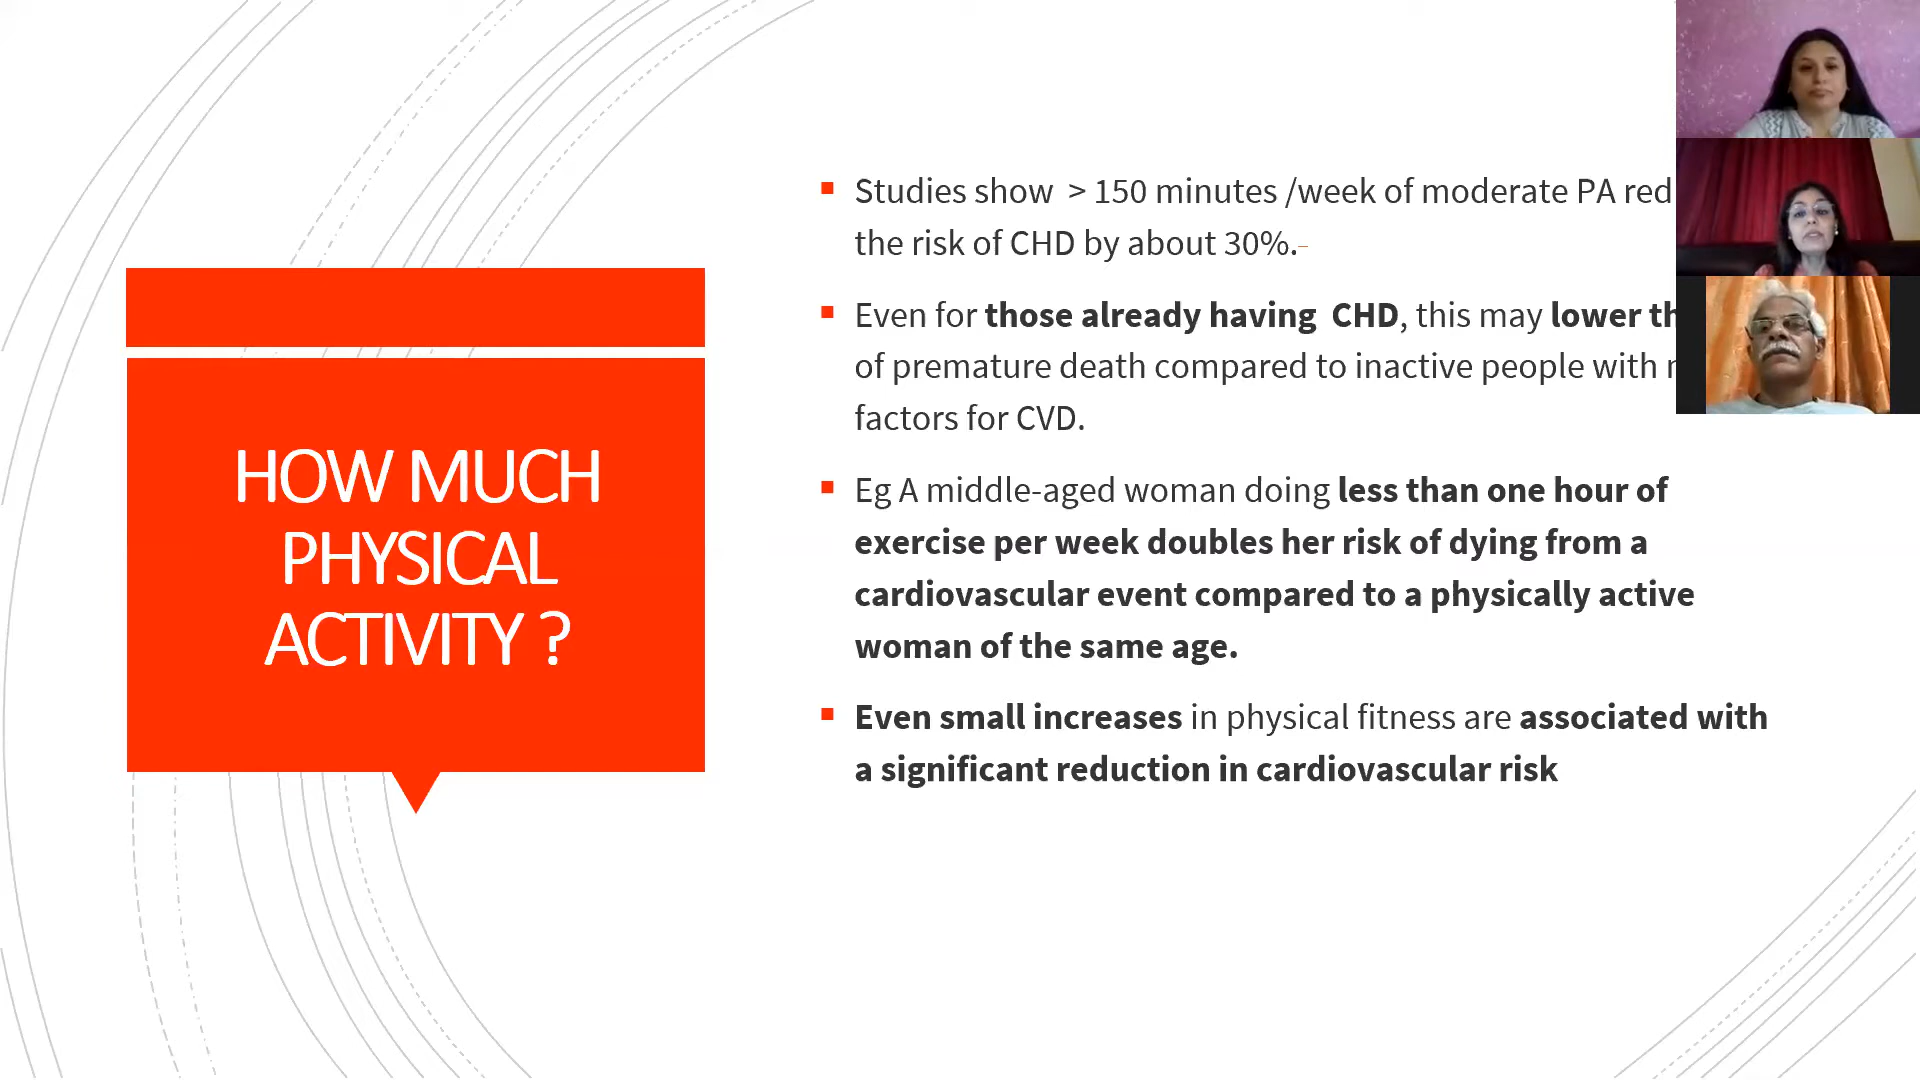 HOW MUCH
PHYSICAL
ACTIVITY ?
Studies show > 150 minutes /week of moderate PA
the risk of CHD by about 30%.
Even for those already having CHD, this may lower
of premature death compared to inactive people with
factors for CVD.
Eg A middle-aged woman doing less than one hour of
exercise per week doubles her risk of dying from a
cardiovascular event compared to a physically active
woman of the same age.
Even small increases in physical fitness are associated with
a significant reduction in cardiovascular risk